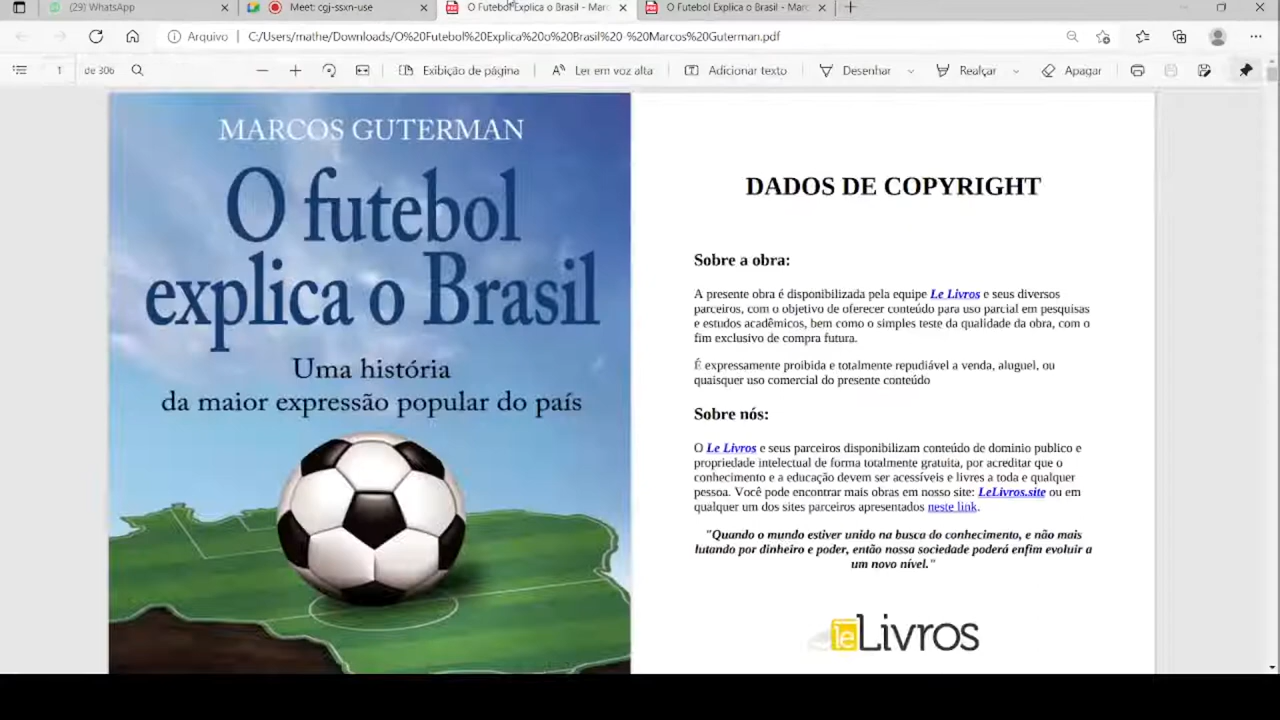 (29) WhatsApp
Meet: cgj-ssxn-use
O Futebol Explica o Brasil - Marc
O Futebol Explica o Brasil - Marc
Arquivo
C:/Users/mathe/Downloads/O%20Futebol%20Explica%20o%20Brasil%20-%20Marcos%20Guterman.pdf
1 de 306
Exibição de página
Ler em voz alta
Adicionar texto
Desenhar
Realçar
Apagar
MARCOS GUTERMAN
O futebol
explica o Brasil
Uma história
da maior expressão popular do país
DADOS DE COPYRIGHT
Sobre a obra:
A presente obra é disponibilizada pela equipe Le Livros e seus diversos
parceiros, com o objetivo de oferecer conteúdo para uso parcial em pesquisas
e estudos acadêmicos, bem como o simples teste da qualidade da obra, com o
fim exclusivo de compra futura.
É expressamente proibida e totalmente repudiável a venda, aluguel, ou
quaisquer uso comercial do presente conteúdo
Sobre nós:
O Le Livros e seus parceiros disponibilizam conteúdo de dominio publico e
propriedade intelectual de forma totalmente gratuita, por acreditar que o
conhecimento e a educação devem ser acessíveis e livres a toda e qualquer
pessoa. Você pode encontrar mais obras em nosso site: LeLivros.site ou em
qualquer um dos sites parceiros apresentados neste link.
"Quando o mundo estiver unido na busca do conhecimento, e não mais
lutando por dinheiro e poder, então nossa sociedade poderá enfim evoluir a
um novo nível."
leLivros